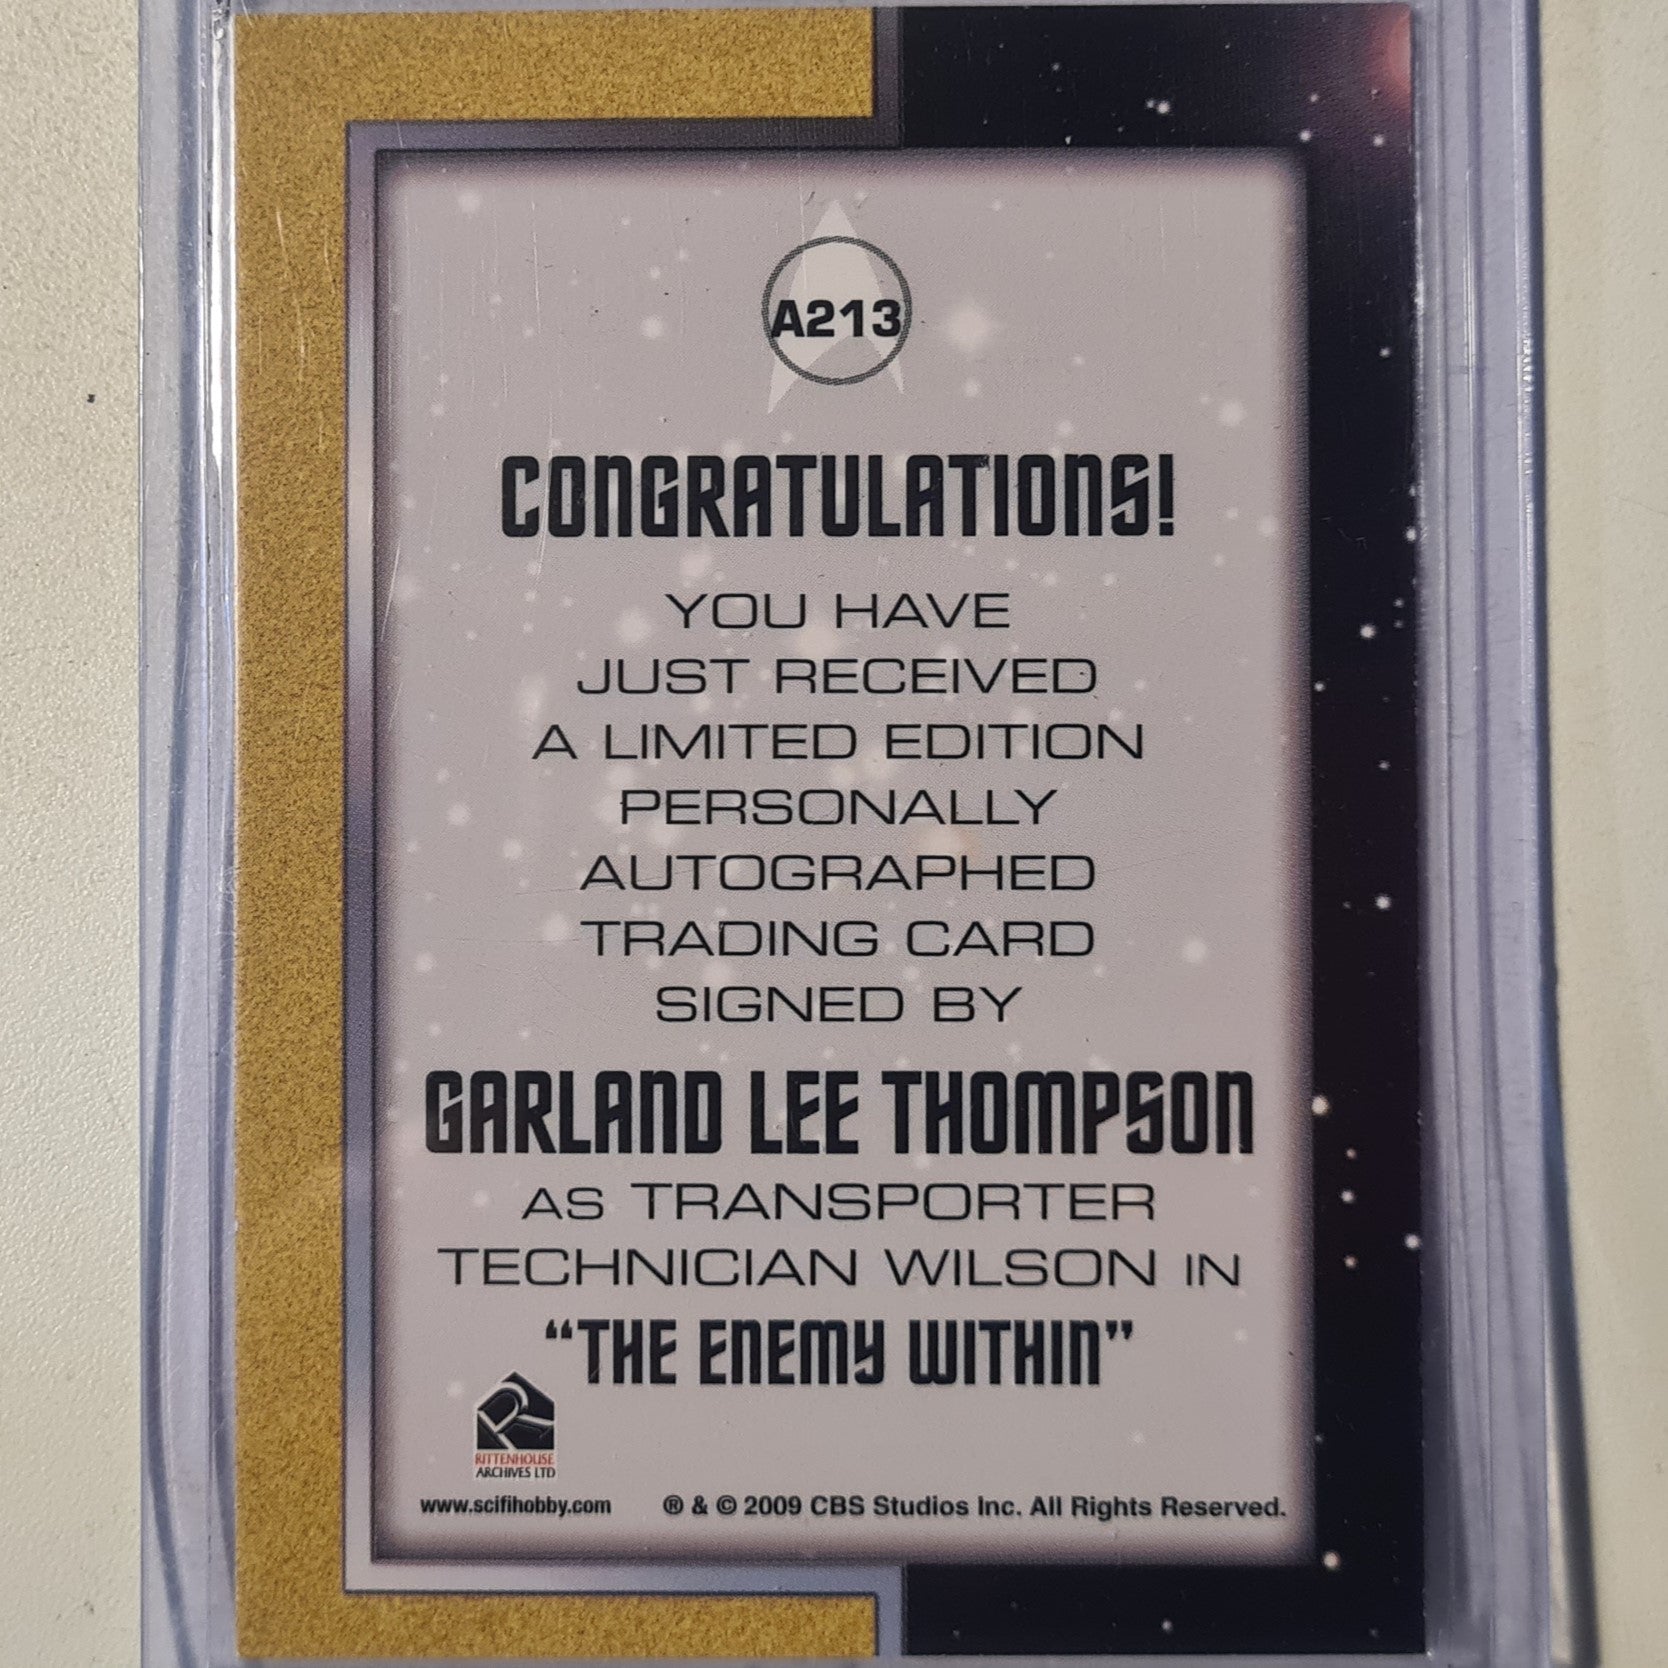 A213
CONGRATULATIONS!
YOU HAVE
JUST RECEIVED
A LIMITED EDITION
PERSONALLY
AUTOGRAPHED
TRADING CARD
SIGNED BY
GARLAND LEE THOMPSON
AS TRANSPORTER
TECHNICIAN WILSON IN
“THE ENEMY WITHIN”
RITTENHOUSE
ARCHIVES LTD
www.scifihobby.com ® & © 2009 CBS Studios Inc. All Rights Reserved.